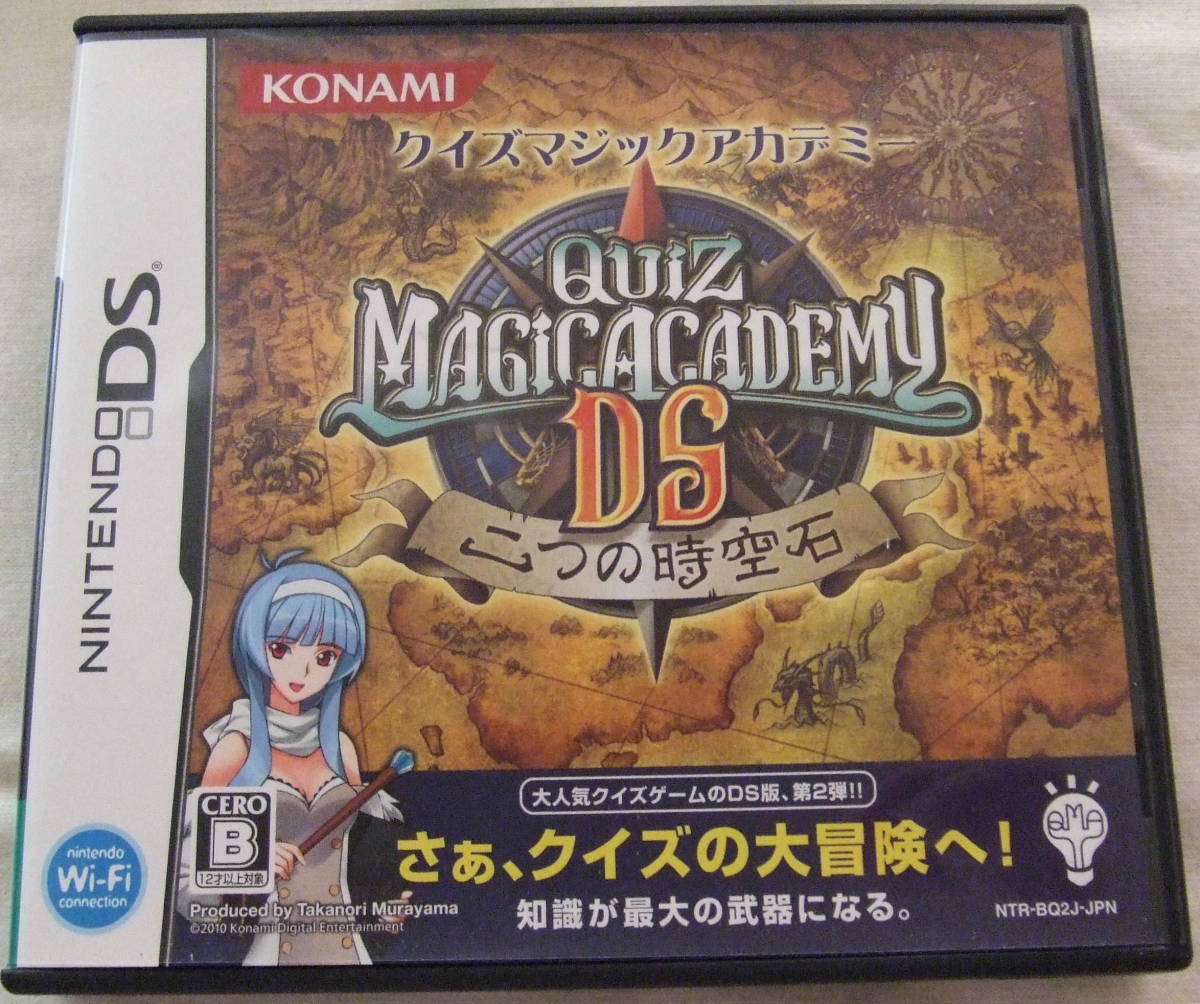 KONAMI
クイズマジックアカデミー
QUIZ
MAGICACADEMY
DS
二つの時空石
NINTENDO DS®
nintendo
Wi-Fi
connection
CERO
B
12才以上対象
大人気クイズゲームのDS版、第2弾!!
さぁ、クイズの大冒険へ!
知識が最大の武器になる。
Produced by Takanori Murayama
©2010 Konami Digital Entertainment
NTR-BQ2J-JPN